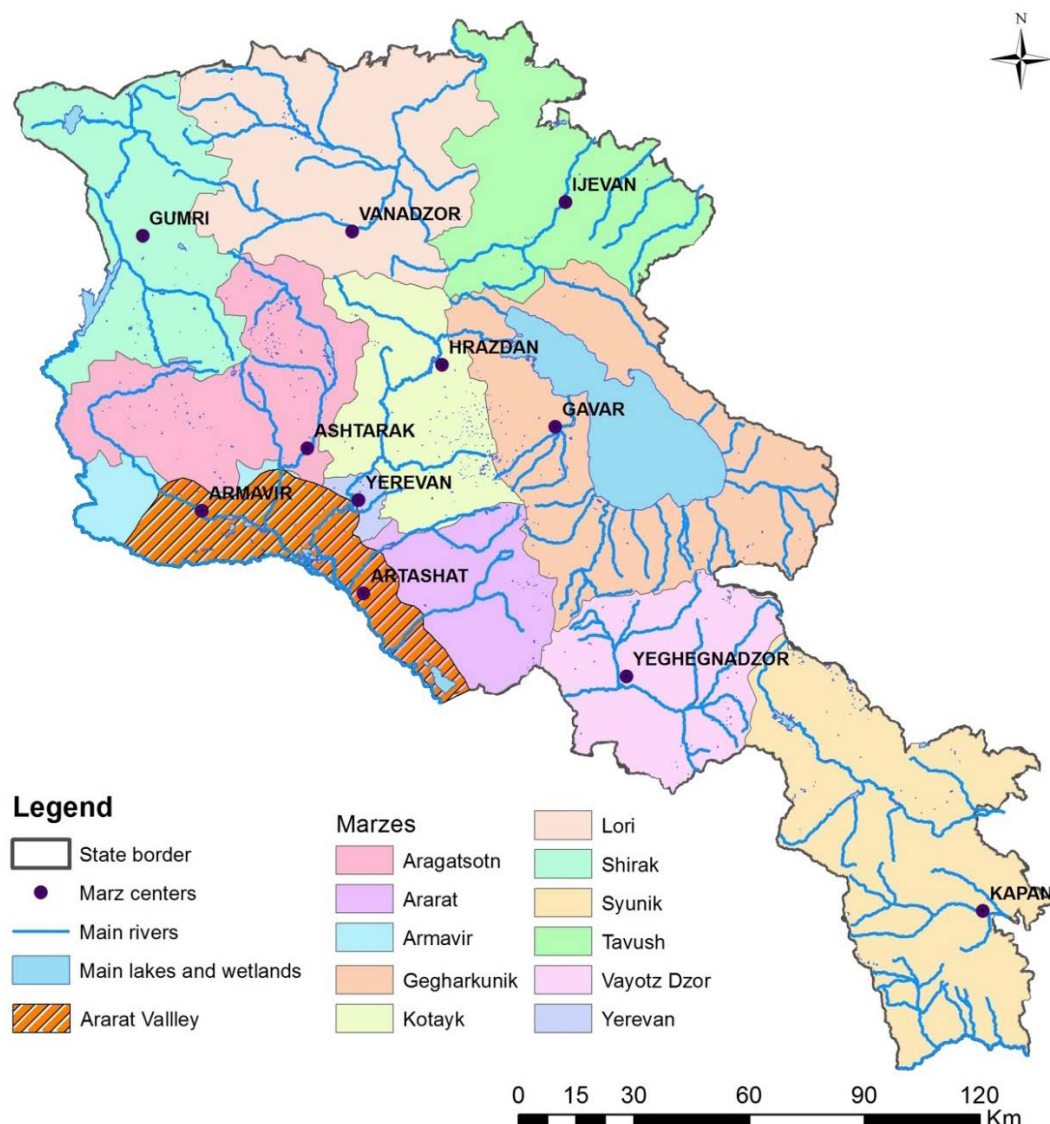 N
IJEVAN
GUMRI
VANADZOR
HRAZDAN
GAVAR
ASHTARAK
YEREVAN
ARMAVIR
ARTASHAT
YEGHEGNADZOR
KAPAN
Legend
State border
Marz centers
Main rivers
Main lakes and wetlands
Ararat Vallley
Marzes
Aragatsotn
Ararat
Armavir
Gegharkunik
Kotayk
Lori
Shirak
Syunik
Tavush
Vayotz Dzor
Yerevan
0 15 30 60 90 120
Km